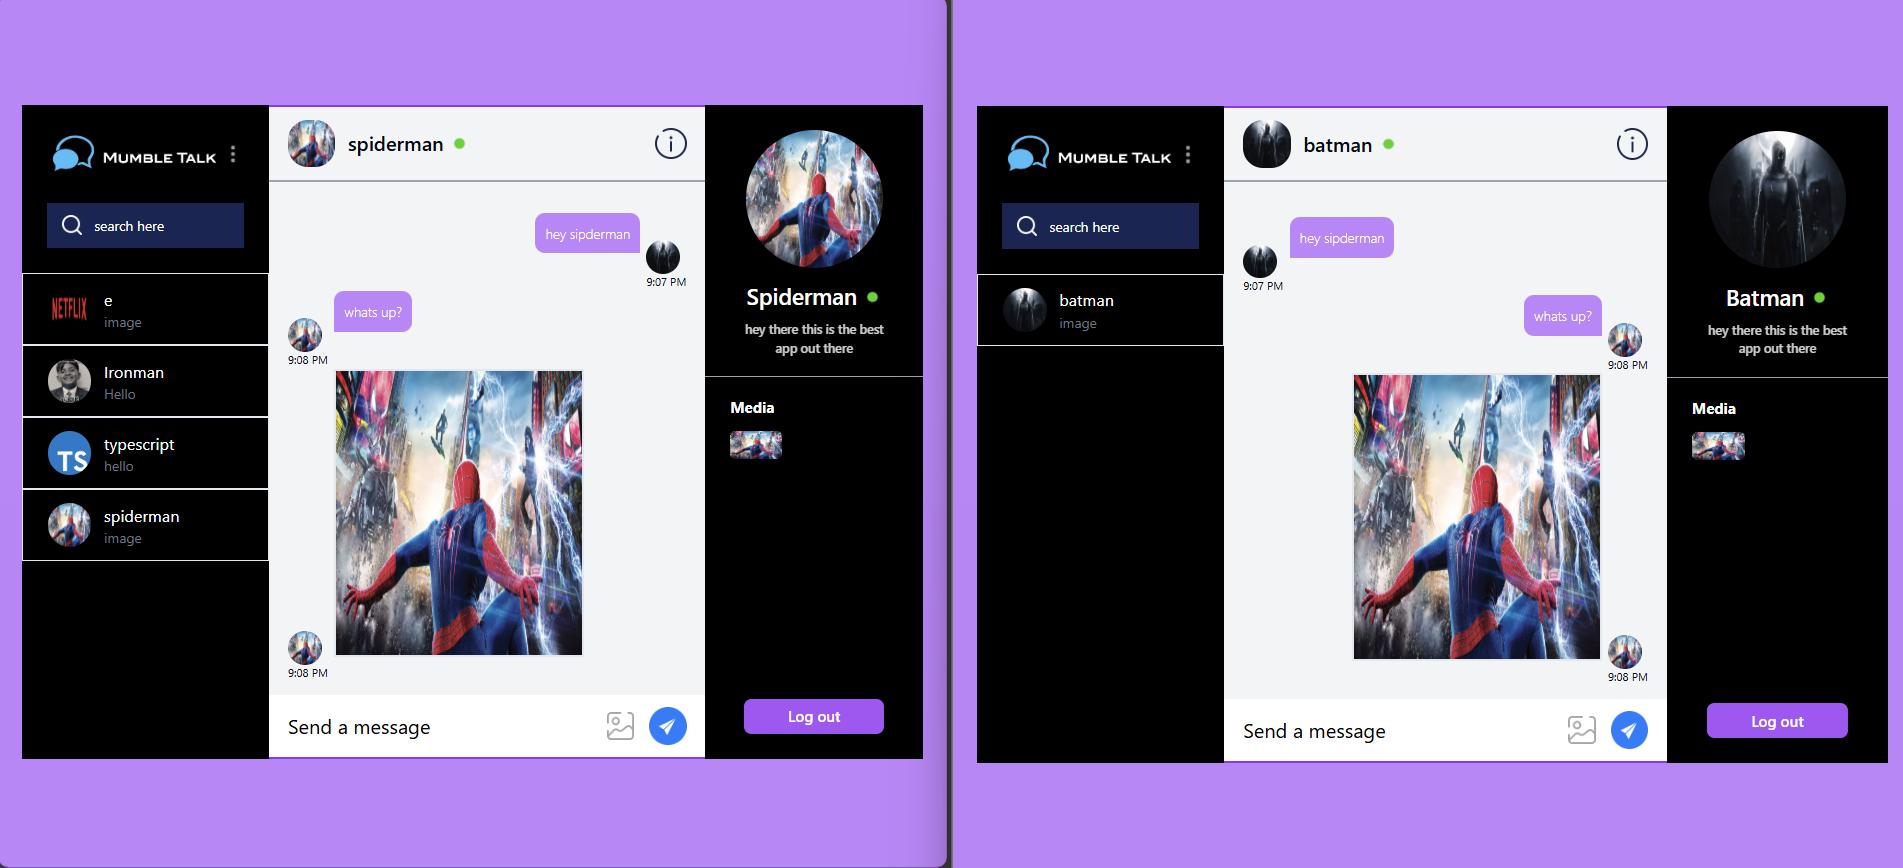 MUMBLE TALK
search here
NETFLIX
e
image
Ironman
Hello
TS
typescript
hello
spiderman
image
spiderman
hey sipderman
9:07 PM
whats up?
9:08 PM
9:08 PM
Send a message
Spiderman
hey there this is the best
app out there
Media
Log out
MUMBLE TALK
search here
batman
image
batman
hey sipderman
9:07 PM
whats up?
9:08 PM
9:08 PM
Send a message
Batman
hey there this is the best
app out there
Media
Log out